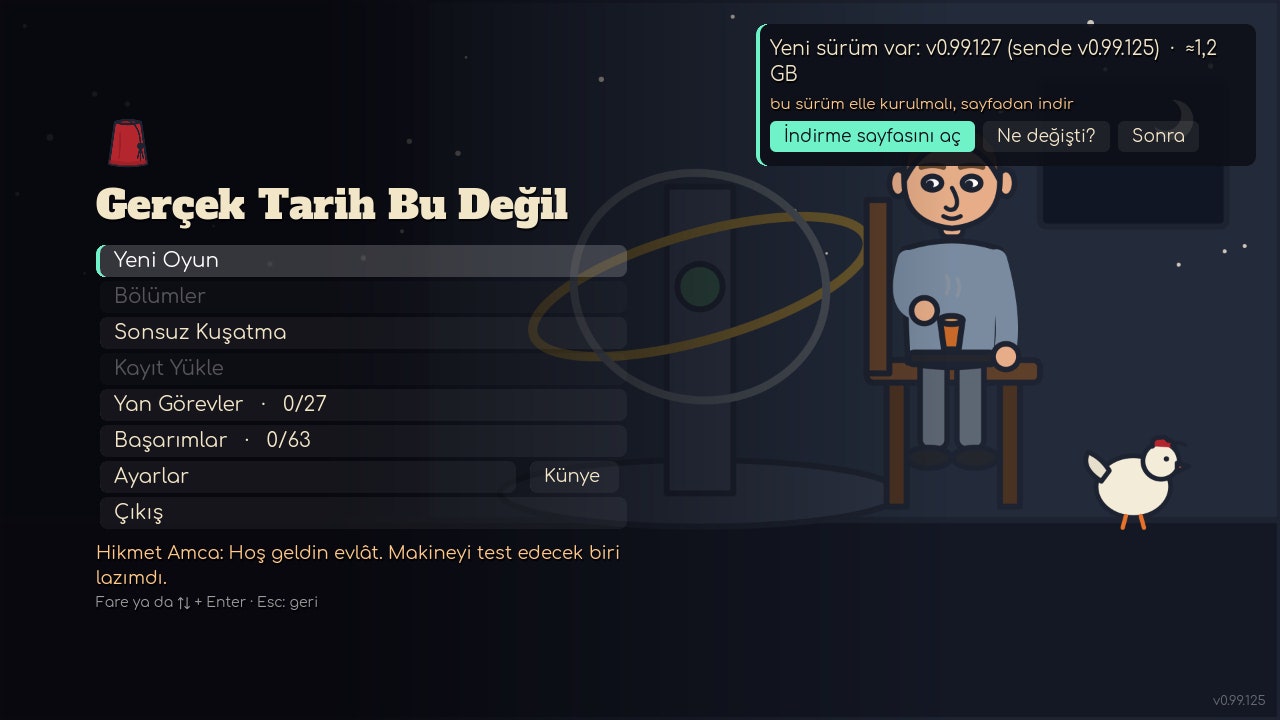 Yeni sürüm var: v0.99.127 (sende v0.99.125) · ≈1,2
GB
bu sürüm elle kurulmalı, sayfadan indir
İndirme sayfasını aç
Ne değişti?
Sonra
Gerçek Tarih Bu Değil
Yeni Oyun
Bölümler
Sonsuz Kuşatma
Kayıt Yükle
Yan Görevler · 0/27
Başarımlar · 0/63
Ayarlar
Künye
Çıkış
Hikmet Amca: Hoş geldin evlât. Makineyi test edecek biri
lazımdı.
Fare ya da ↑↓ + Enter · Esc: geri
v0.99.125